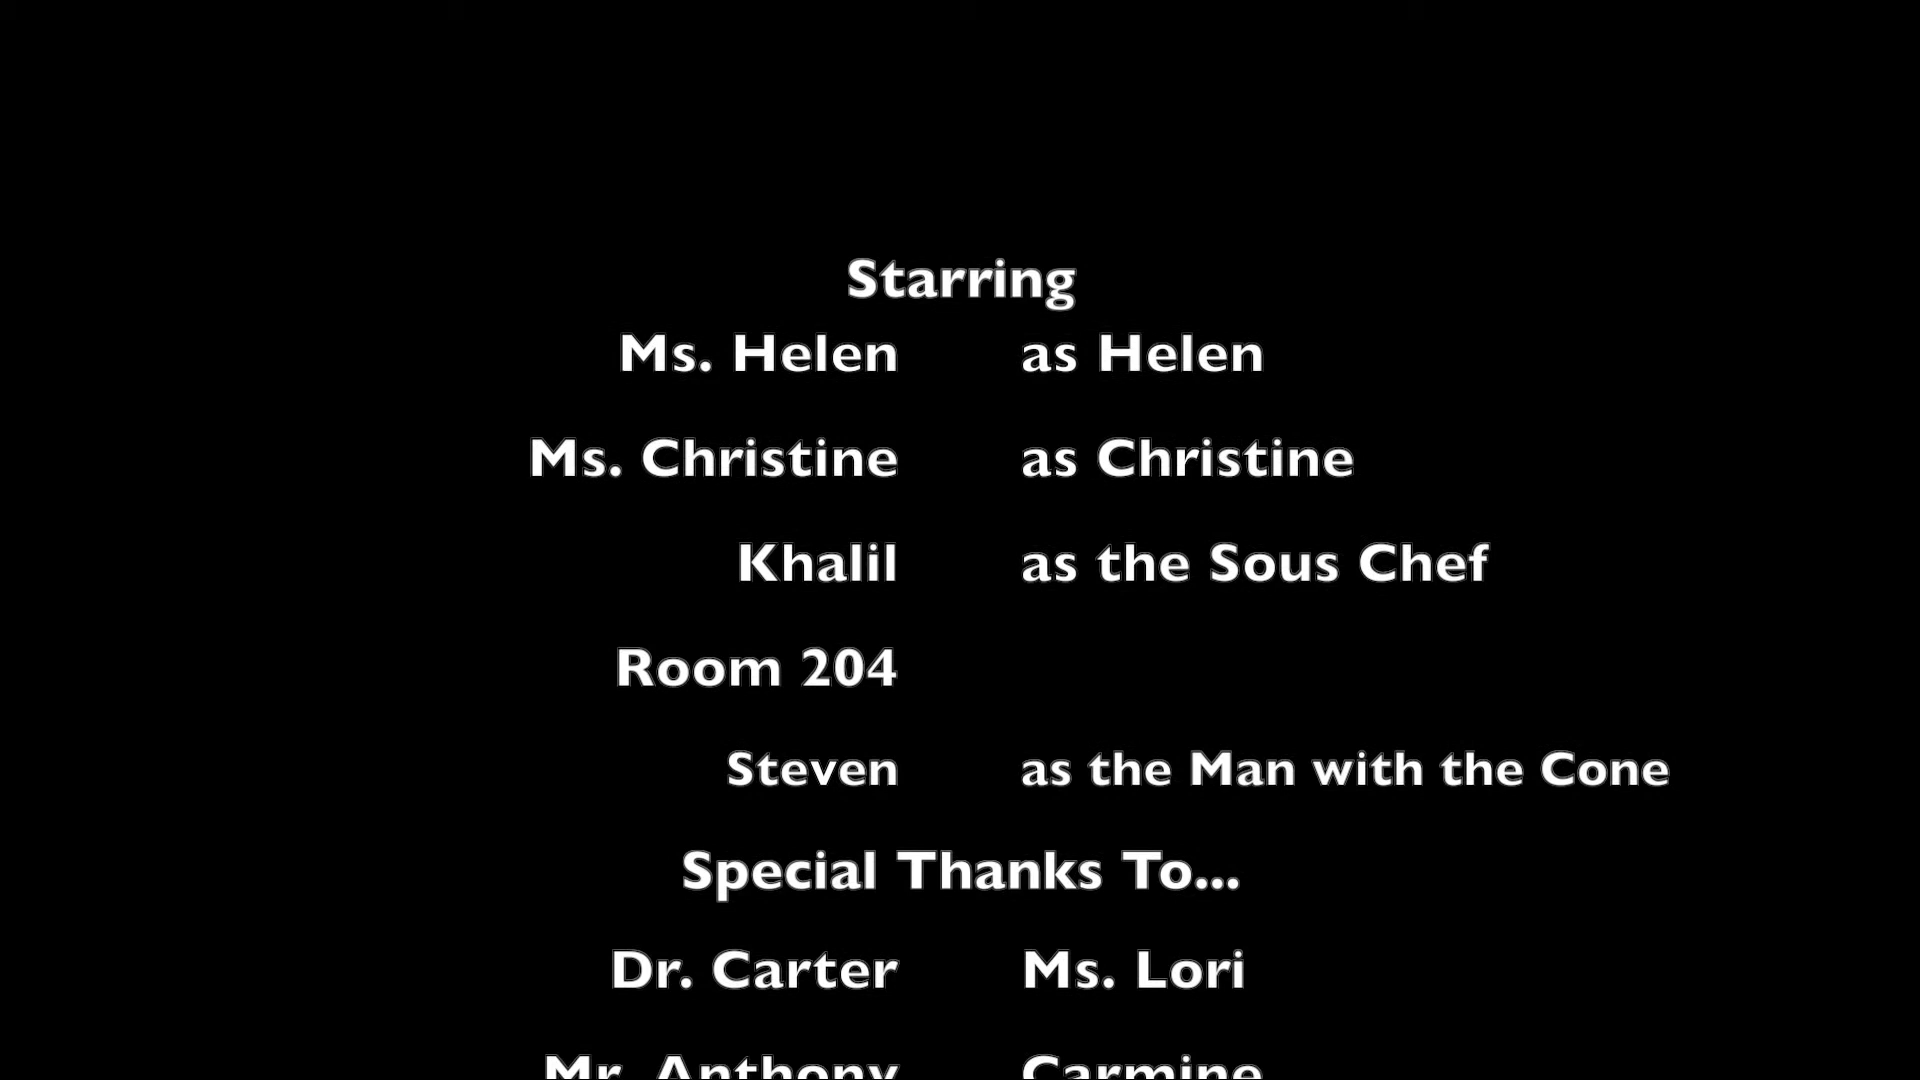 Starring
Ms. Helen as Helen
Ms. Christine as Christine
Khalil as the Sous Chef
Room 204
Steven as the Man with the Cone
Special Thanks To...
Dr. Carter Ms. Lori
Mr. Anthony Carmine